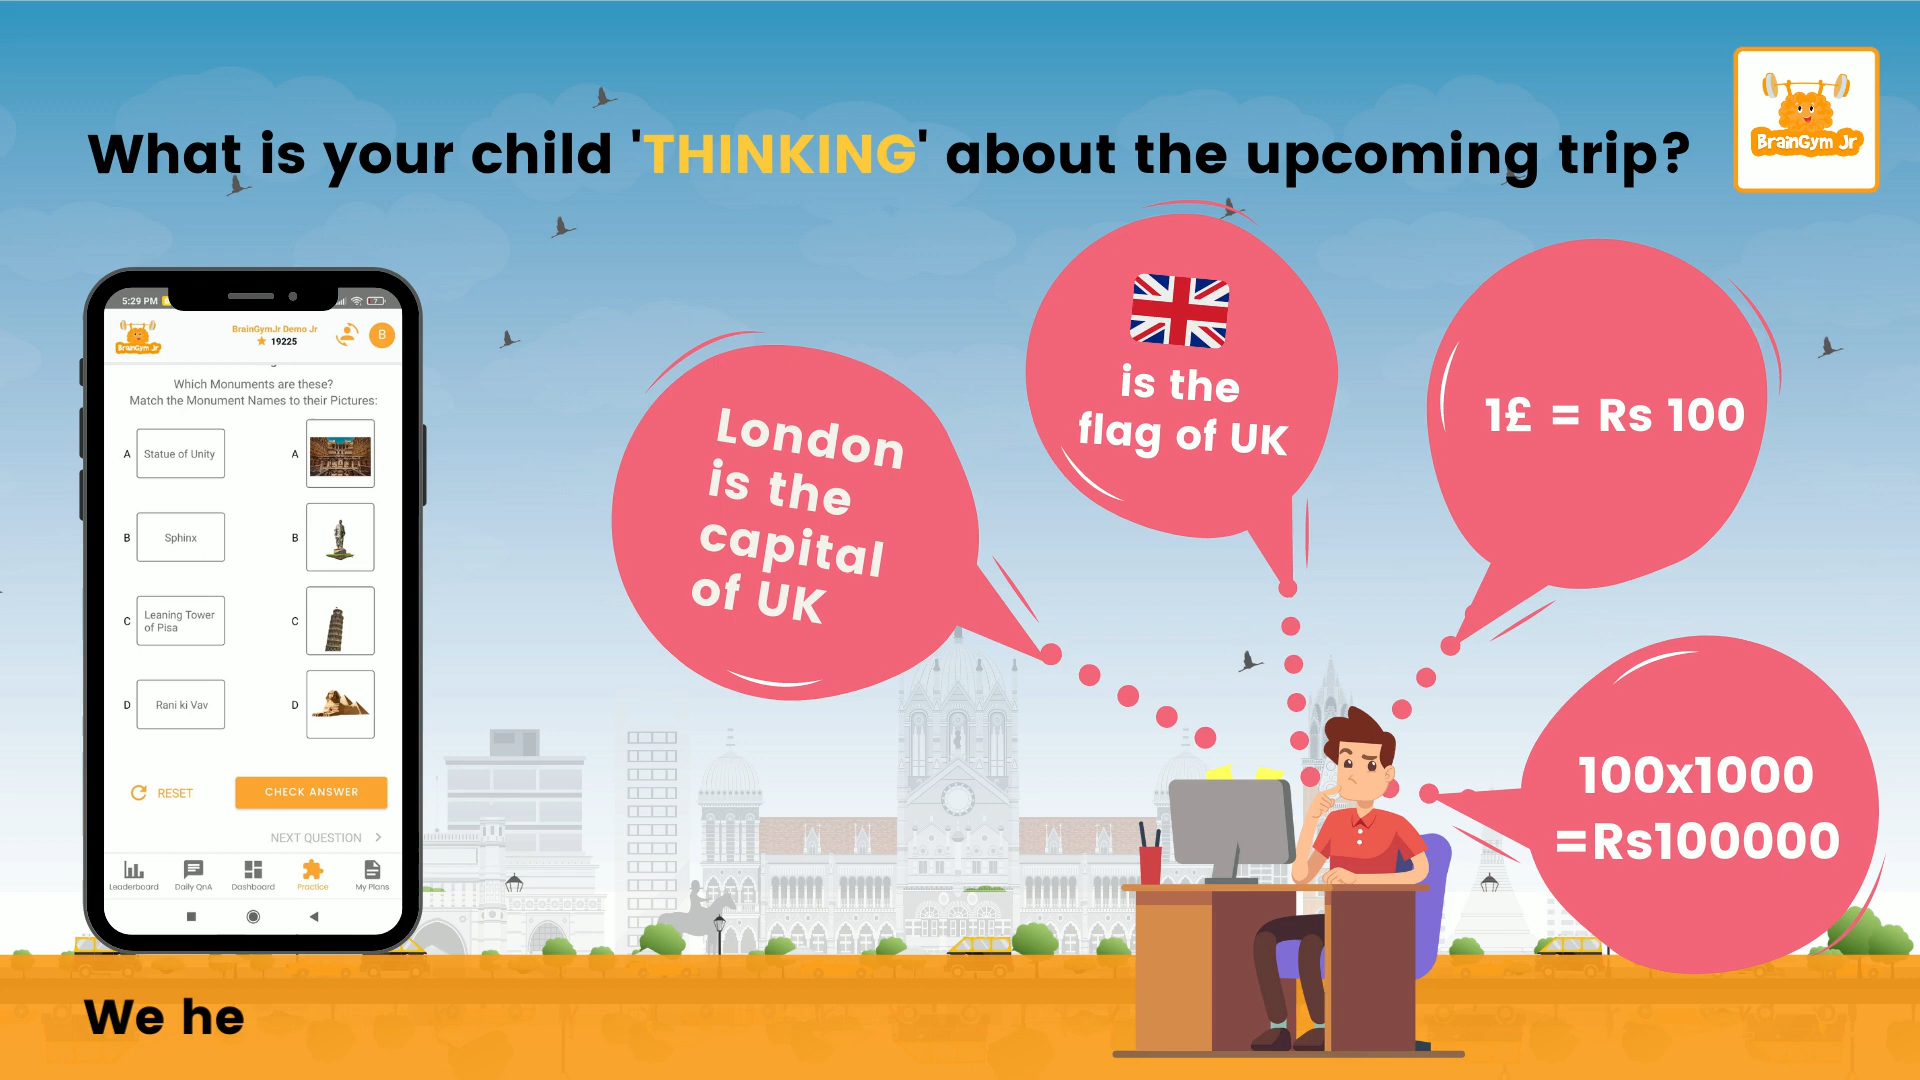 What is your child 'THINKING' about the upcoming trip?
BrainGym Jr
5:29 PM
BrainGym Jr
BrainGymJr Demo Jr
19225
B
Which Monuments are these?
Match the Monument Names to their Pictures:
A Statue of Unity A
B Sphinx B
C Leaning Tower
of Pisa C
D Rani ki Vav D
RESET CHECK ANSWER
NEXT QUESTION
Leaderboard Daily QnA Dashboard Practice My Plans
London
is the
capital
of UK
is the
flag of UK
1£ = Rs 100
100x1000
=Rs100000
We he